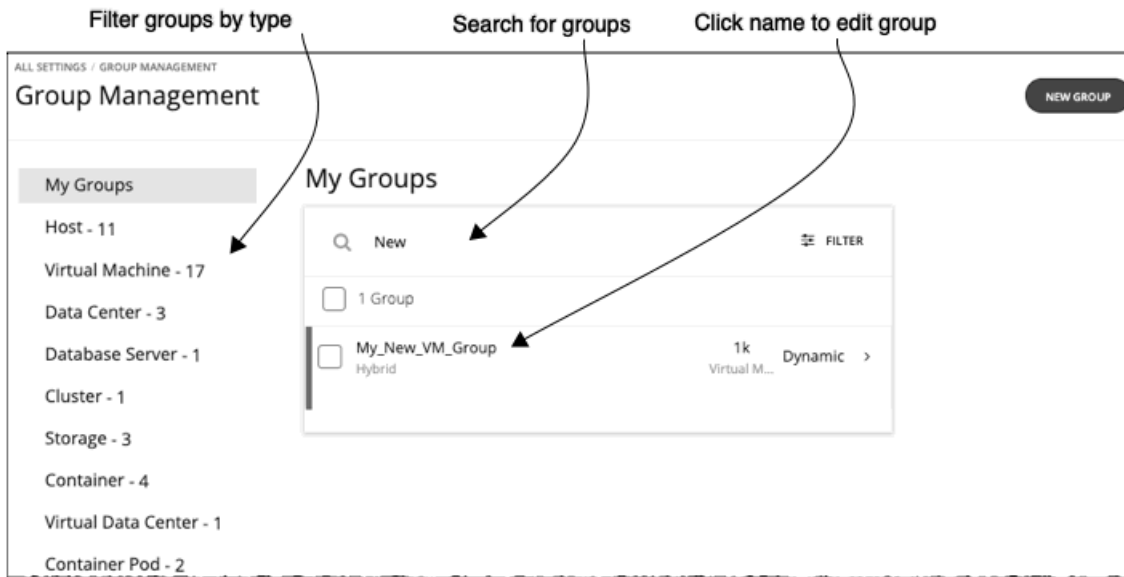 Filter groups by type
Search for groups
Click name to edit group
ALL SETTINGS / GROUP MANAGEMENT
Group Management
NEW GROUP
My Groups
Host - 11
Virtual Machine - 17
Data Center - 3
Database Server - 1
Cluster - 1
Storage - 3
Container - 4
Virtual Data Center - 1
Container Pod - 2
My Groups
New
FILTER
1 Group
My_New_VM_Group
Hybrid
1k
Virtual M...
Dynamic >